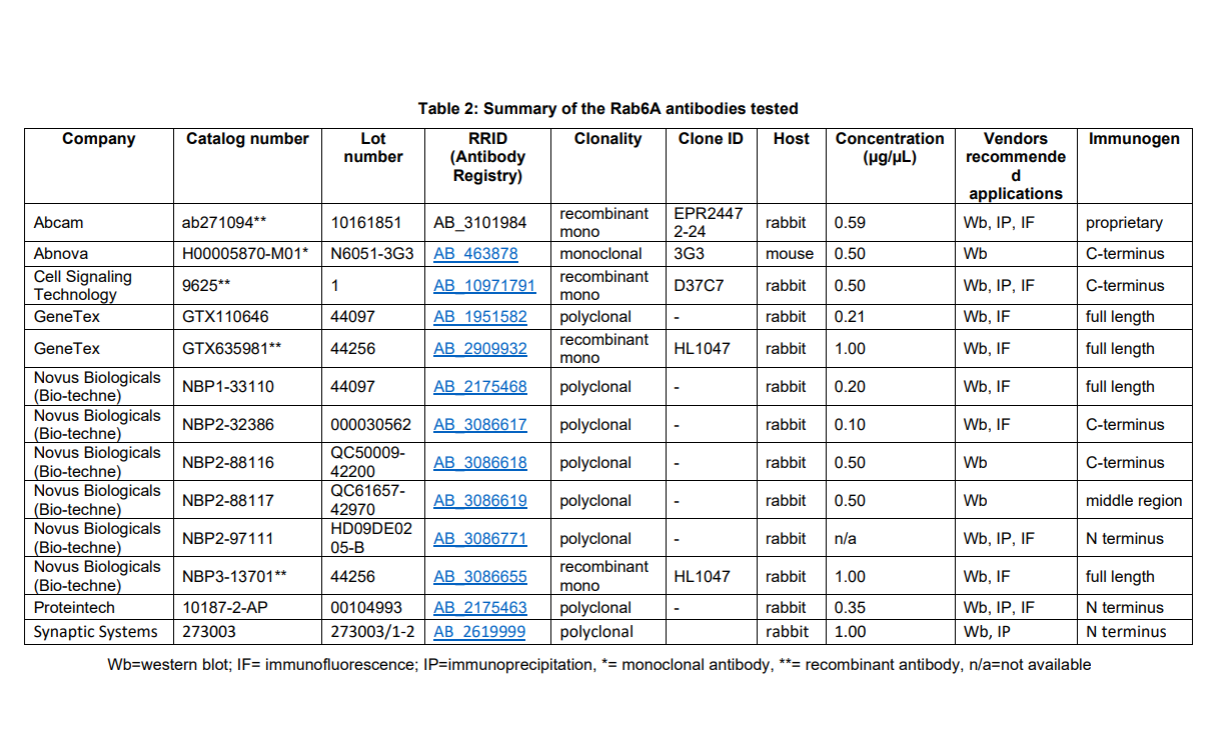 Table 2: Summary of the Rab6A antibodies tested
Company Catalog number Lot number RRID (Antibody Registry) Clonality Clone ID Host Concentration (µg/µL) Vendors recommende d applications Immunogen
Abcam ab271094** 10161851 AB_3101984 recombinant mono EPR2447 2-24 rabbit 0.59 Wb, IP, IF proprietary
Abnova H00005870-M01* N6051-3G3 AB_463878 monoclonal 3G3 mouse 0.50 Wb C-terminus
Cell Signaling Technology 9625** 1 AB_10971791 recombinant mono D37C7 rabbit 0.50 Wb, IP, IF C-terminus
GeneTex GTX110646 44097 AB_1951582 polyclonal - rabbit 0.21 Wb, IF full length
GeneTex GTX635981** 44256 AB_2909932 recombinant mono HL1047 rabbit 1.00 Wb, IF full length
Novus Biologicals (Bio-techne) NBP1-33110 44097 AB_2175468 polyclonal - rabbit 0.20 Wb, IF full length
Novus Biologicals (Bio-techne) NBP2-32386 000030562 AB_3086617 polyclonal - rabbit 0.10 Wb, IF C-terminus
Novus Biologicals (Bio-techne) NBP2-88116 QC50009-42200 AB_3086618 polyclonal - rabbit 0.50 Wb C-terminus
Novus Biologicals (Bio-techne) NBP2-88117 QC61657-42970 AB_3086619 polyclonal - rabbit 0.50 Wb middle region
Novus Biologicals (Bio-techne) NBP2-97111 HD09DE02 05-B AB_3086771 polyclonal - rabbit n/a Wb, IP, IF N terminus
Novus Biologicals (Bio-techne) NBP3-13701** 44256 AB_3086655 recombinant mono HL1047 rabbit 1.00 Wb, IF full length
Proteintech 10187-2-AP 00104993 AB_2175463 polyclonal - rabbit 0.35 Wb, IP, IF N terminus
Synaptic Systems 273003 273003/1-2 AB_2619999 polyclonal rabbit 1.00 Wb, IP N terminus
Wb=western blot; IF= immunofluorescence; IP=immunoprecipitation, *= monoclonal antibody, **= recombinant antibody, n/a=not available